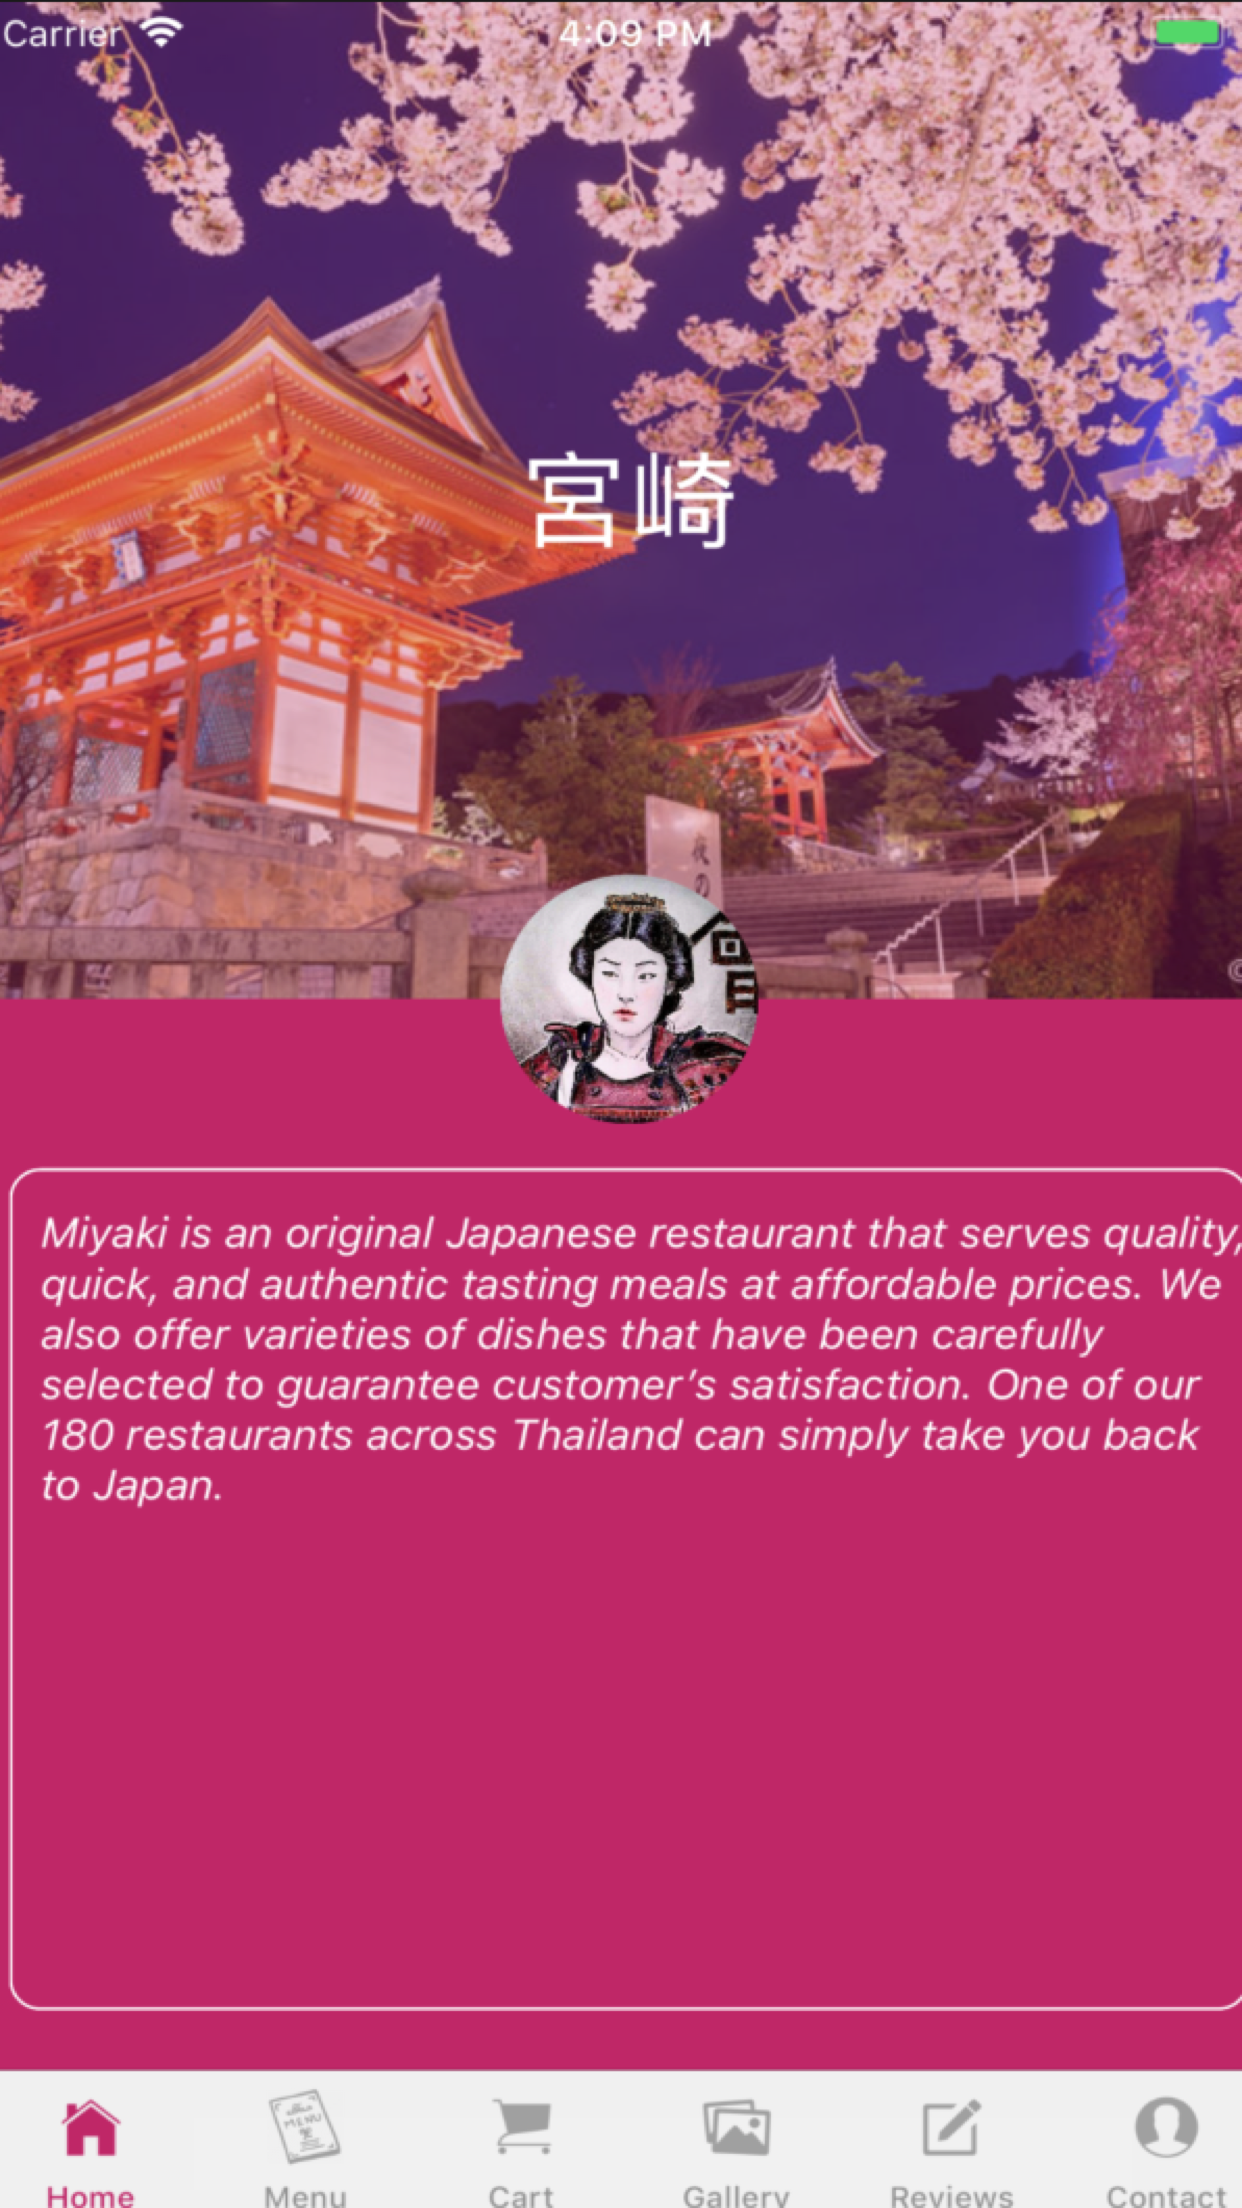 Carrier
4:09 PM
宮崎
夜の
Miyaki is an original Japanese restaurant that serves quality,
quick, and authentic tasting meals at affordable prices. We
also offer varieties of dishes that have been carefully
selected to guarantee customer's satisfaction. One of our
180 restaurants across Thailand can simply take you back
to Japan.
MENU
Home
Menu
Cart
Gallery
Reviews
Contact